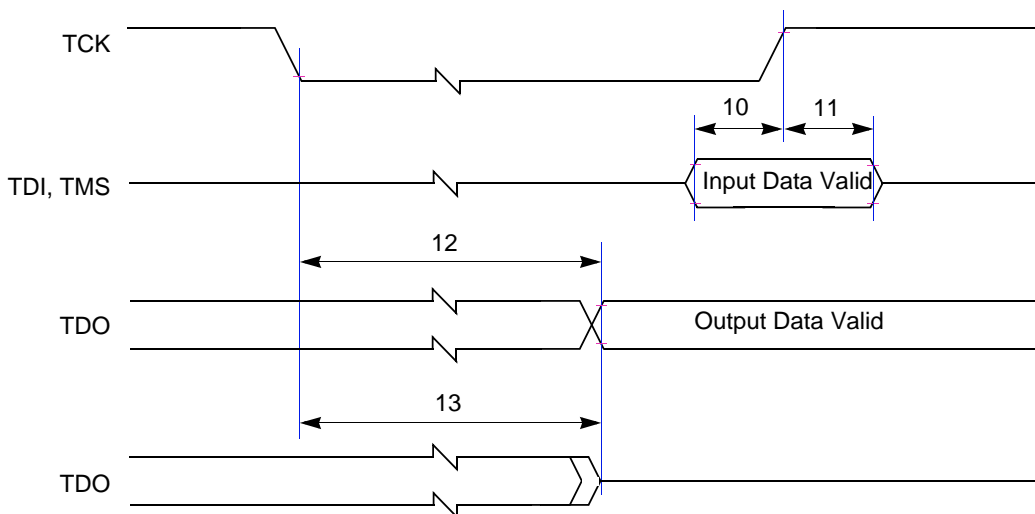 TCK
10
11
TDI, TMS
Input Data Valid
12
TDO
Output Data Valid
13
TDO